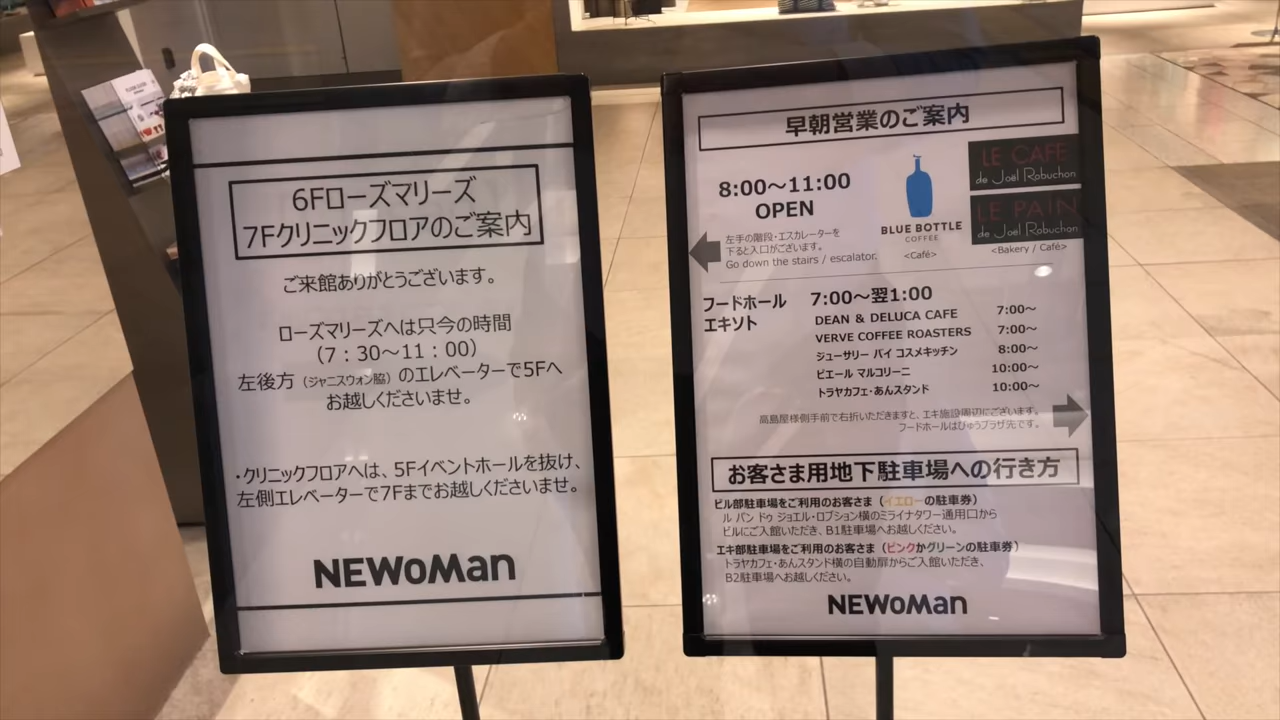 6Fローズマリーズ
7Fクリニックフロアのご案内
ご来館ありがとうございます。
ローズマリーズへは只今の時間
（7：30～11：00）
左後方（ジャニスウォン脇）のエレベーターで5Fへ
お越しくださいませ。
・クリニックフロアへは、5Fイベントホールを抜け、
左側エレベーターで7Fまでお越しくださいませ。
NEWoMan
早朝営業のご案内
8:00～11:00
OPEN
左手の階段・エスカレーターを
下ると入口がございます。
Go down the stairs / escalator.
BLUE BOTTLE
COFFEE
<Café>
LE CAFE
de Joël Robuchon
LE PAIN
de Joël Robuchon
<Bakery / Café>
フードホール
エキソト
7:00～翌1:00
DEAN & DELUCA CAFE 7:00～
VERVE COFFEE ROASTERS 7:00～
ジューサリー バイ コスメキッチン 8:00～
ピエール マルコリーニ 10:00～
トラヤカフェ・あんスタンド 10:00～
高島屋様側手前で右折いただきますと、エキ施設周辺にございます。
フードホールはびゅうプラザ先です。
お客さま用地下駐車場への行き方
ビル部駐車場をご利用のお客さま（イエローの駐車券）
ル パン ドゥ ジョエル・ロブション横のミライナタワー通用口から
ビルにご入館いただき、B1駐車場へお越しください。
エキ部駐車場をご利用のお客さま（ピンクかグリーンの駐車券）
トラヤカフェ・あんスタンド横の自動扉からご入館いただき、
B2駐車場へお越しください。
NEWoMan